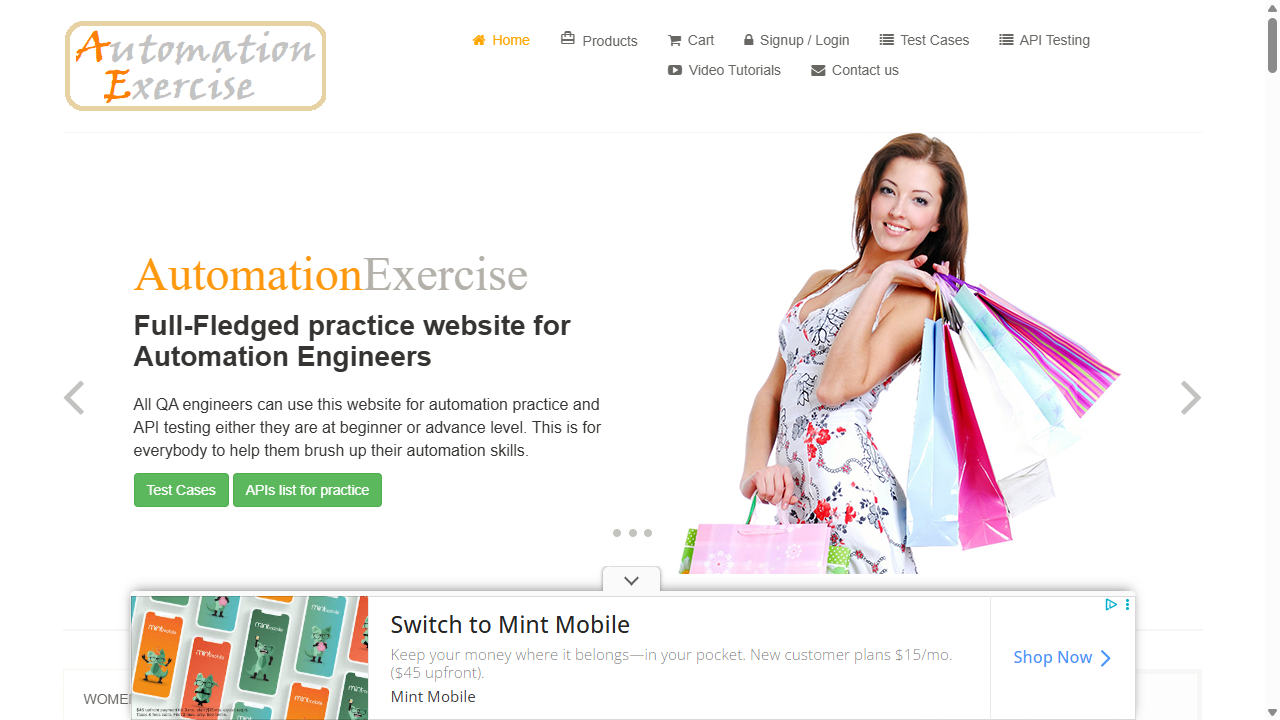 Automation
Exercise
Home
Products
Cart
Signup / Login
Test Cases
API Testing
Video Tutorials
Contact us
AutomationExercise
Full-Fledged practice website for
Automation Engineers
All QA engineers can use this website for automation practice and
API testing either they are at beginner or advance level. This is for
everybody to help them brush up their automation skills.
Test Cases
APIs list for practice
Switch to Mint Mobile
Keep your money where it belongs—in your pocket. New customer plans $15/mo.
($45 upfront).
Mint Mobile
Shop Now